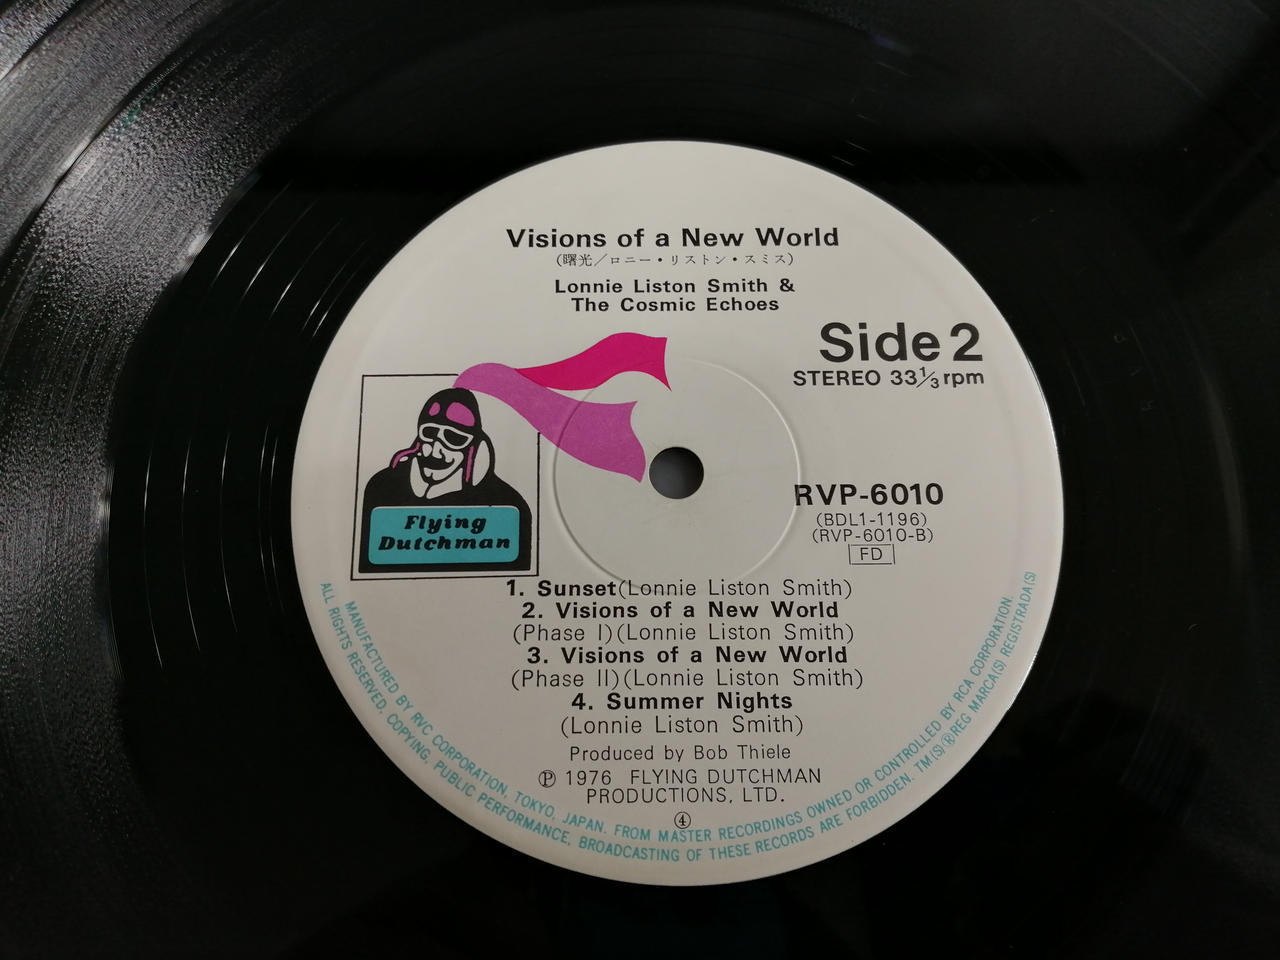 Visions of a New World
(曙光/ロニー・リストン・スミス)
Lonnie Liston Smith &
The Cosmic Echoes
Side 2
STEREO 33⅓ rpm
Flying
Dutchman
RVP-6010
(BDL1-1196)
(RVP-6010-B)
FD
1. Sunset(Lonnie Liston Smith)
2. Visions of a New World
(Phase I)(Lonnie Liston Smith)
3. Visions of a New World
(Phase II)(Lonnie Liston Smith)
4. Summer Nights
(Lonnie Liston Smith)
Produced by Bob Thiele
℗ 1976 FLYING DUTCHMAN
PRODUCTIONS, LTD.
④
MANUFACTURED BY RVC CORPORATION, TOKYO, JAPAN. FROM MASTER RECORDINGS OWNED OR CONTROLLED BY RCA CORPORATION.
ALL RIGHTS RESERVED, COPYING, PUBLIC PERFORMANCE, BROADCASTING OF THESE RECORDS ARE FORBIDDEN. TM(S)®REG MARCA(S) REGISTRADA(S)